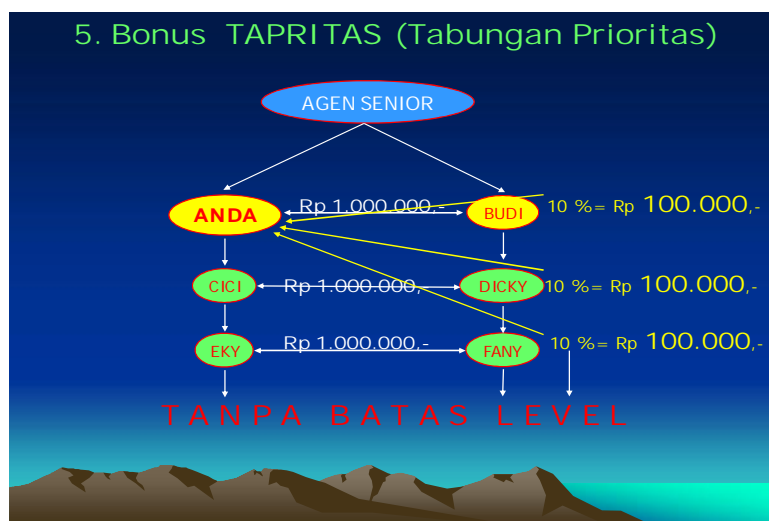 5. Bonus TAPRITAS (Tabungan Prioritas)
AGEN SENIOR
ANDA
Rp 1.000.000,-
BUDI
10 %= Rp 100.000,-
CICI
Rp 1.000.000,-
DICKY
10 %= Rp 100.000,-
EKY
Rp 1.000.000,-
FANY
10 %= Rp 100.000,-
TANPA BATAS LEVEL